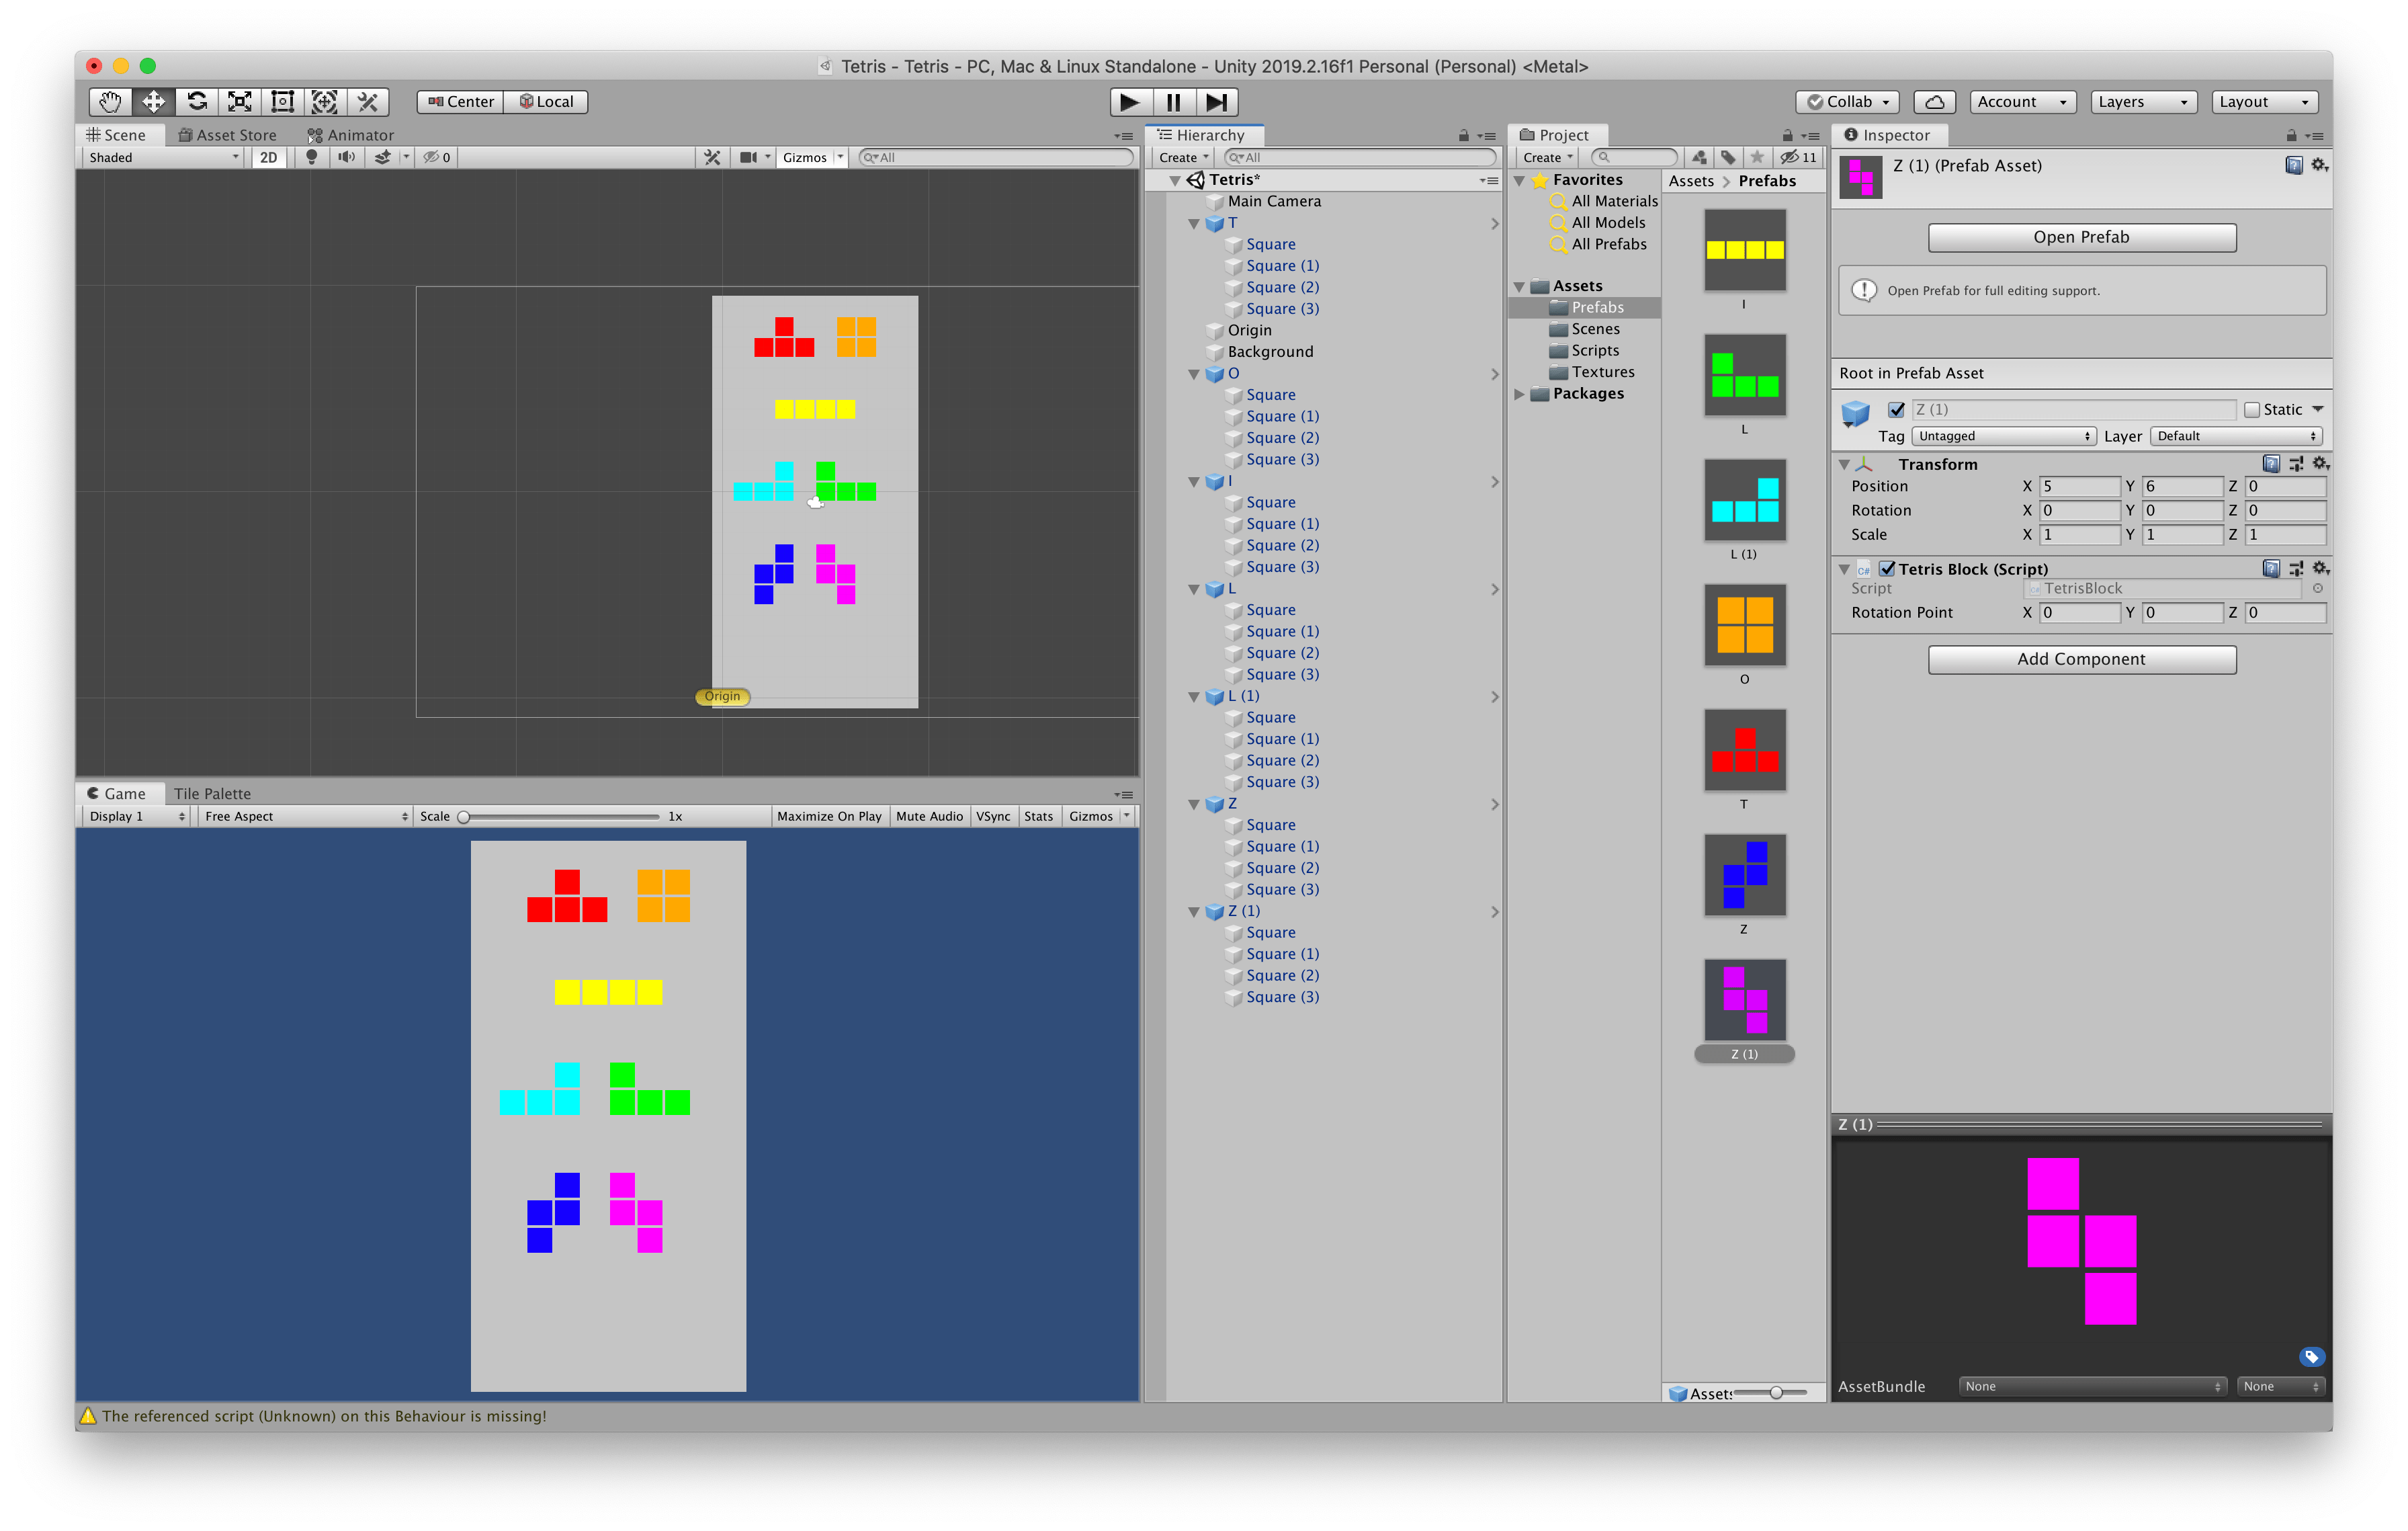 Tetris - Tetris - PC, Mac & Linux Standalone - Unity 2019.2.16f1 Personal (Personal) <Metal>
Center Local Collab Account Layers Layout
Scene Asset Store Animator
Shaded 2D 0 Gizmos All
Origin
Game Tile Palette
Display 1 Free Aspect Scale 1x Maximize On Play Mute Audio VSync Stats Gizmos
Hierarchy
Create All
Tetris*
Main Camera
T
Square
Square (1)
Square (2)
Square (3)
Origin
Background
O
Square
Square (1)
Square (2)
Square (3)
I
Square
Square (1)
Square (2)
Square (3)
L
Square
Square (1)
Square (2)
Square (3)
L (1)
Square
Square (1)
Square (2)
Square (3)
Z
Square
Square (1)
Square (2)
Square (3)
Z (1)
Square
Square (1)
Square (2)
Square (3)
Project
Create 11
Favorites
All Materials
All Models
All Prefabs
Assets
Prefabs
Scenes
Scripts
Textures
Packages
Assets > Prefabs
I
L
L (1)
O
T
Z
Z (1)
Inspector
Z (1) (Prefab Asset)
Open Prefab
Open Prefab for full editing support.
Root in Prefab Asset
Z (1) Static
Tag Untagged Layer Default
Transform
Position X 5 Y 6 Z 0
Rotation X 0 Y 0 Z 0
Scale X 1 Y 1 Z 1
C# Tetris Block (Script)
Script C# TetrisBlock
Rotation Point X 0 Y 0 Z 0
Add Component
Z (1)
AssetBundle None None
The referenced script (Unknown) on this Behaviour is missing!